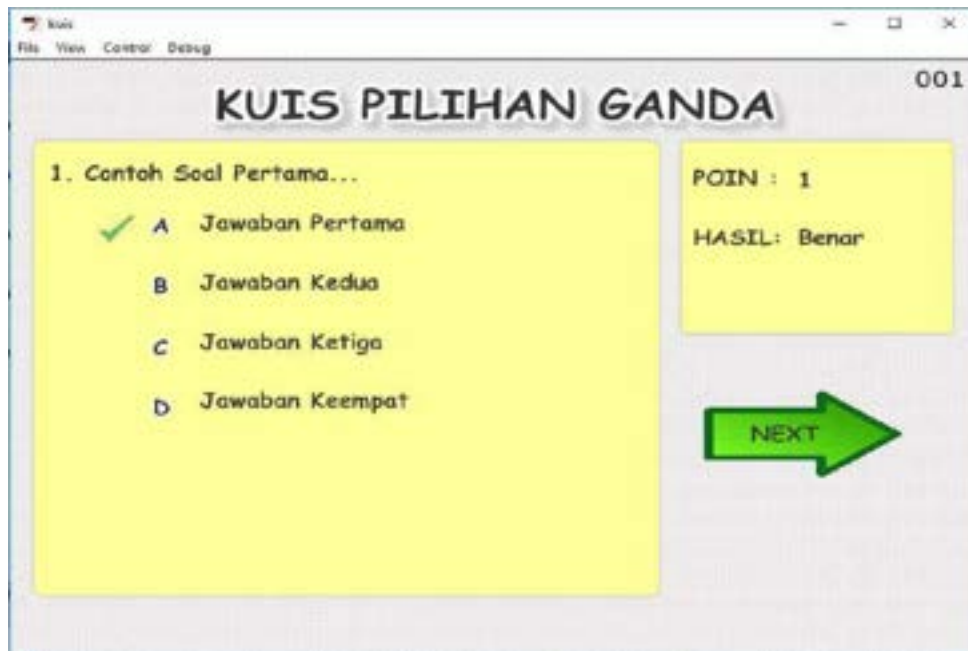 kuis
File View Control Debug
001
KUIS PILIHAN GANDA
1. Contoh Soal Pertama...
A Jawaban Pertama
B Jawaban Kedua
C Jawaban Ketiga
D Jawaban Keempat
POIN : 1
HASIL: Benar
NEXT